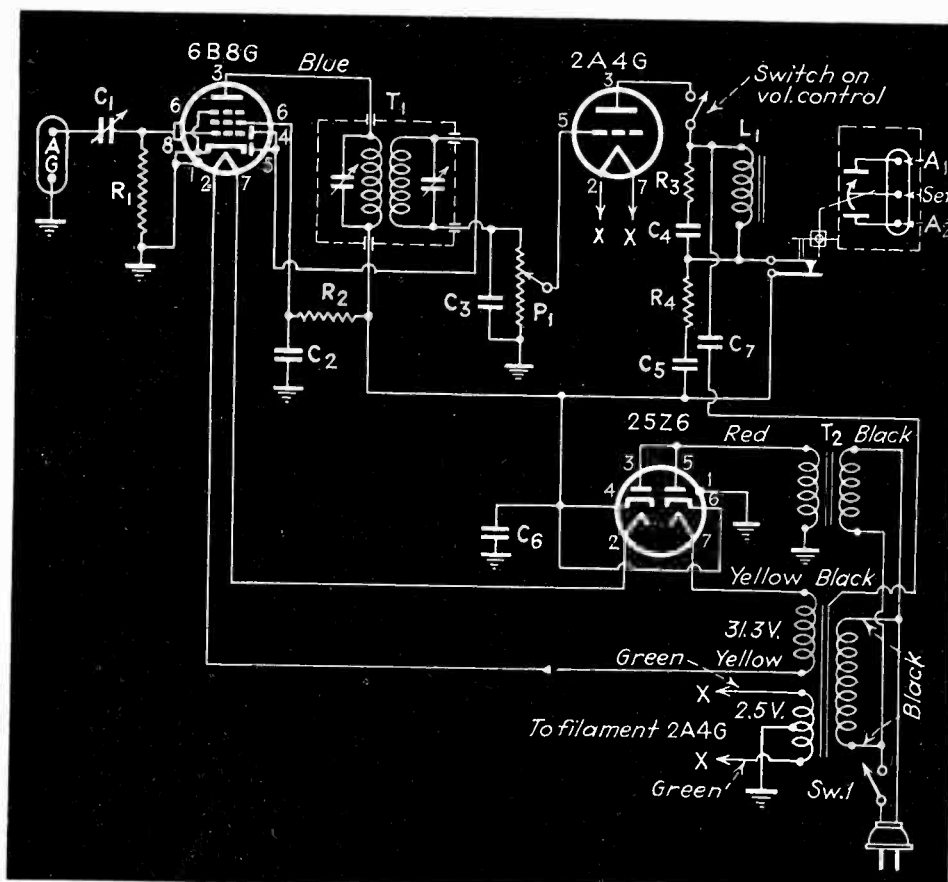 6B8G
3
Blue
2A4G
3
Switch on
vol. control
C1
6
8
1
2
7
6
4
5
A
G
R1
T1
5
2
7
X
X
R3
L1
C4
A1
Set
A2
R2
C2
C3
P1
R4
C5
C7
25Z6
Red
T2
Black
3
5
4
1
6
2
7
C6
Yellow
Black
31.3V.
Yellow
Green
X
2.5V.
To filament 2A4G
X
Green
Black
Sw.1